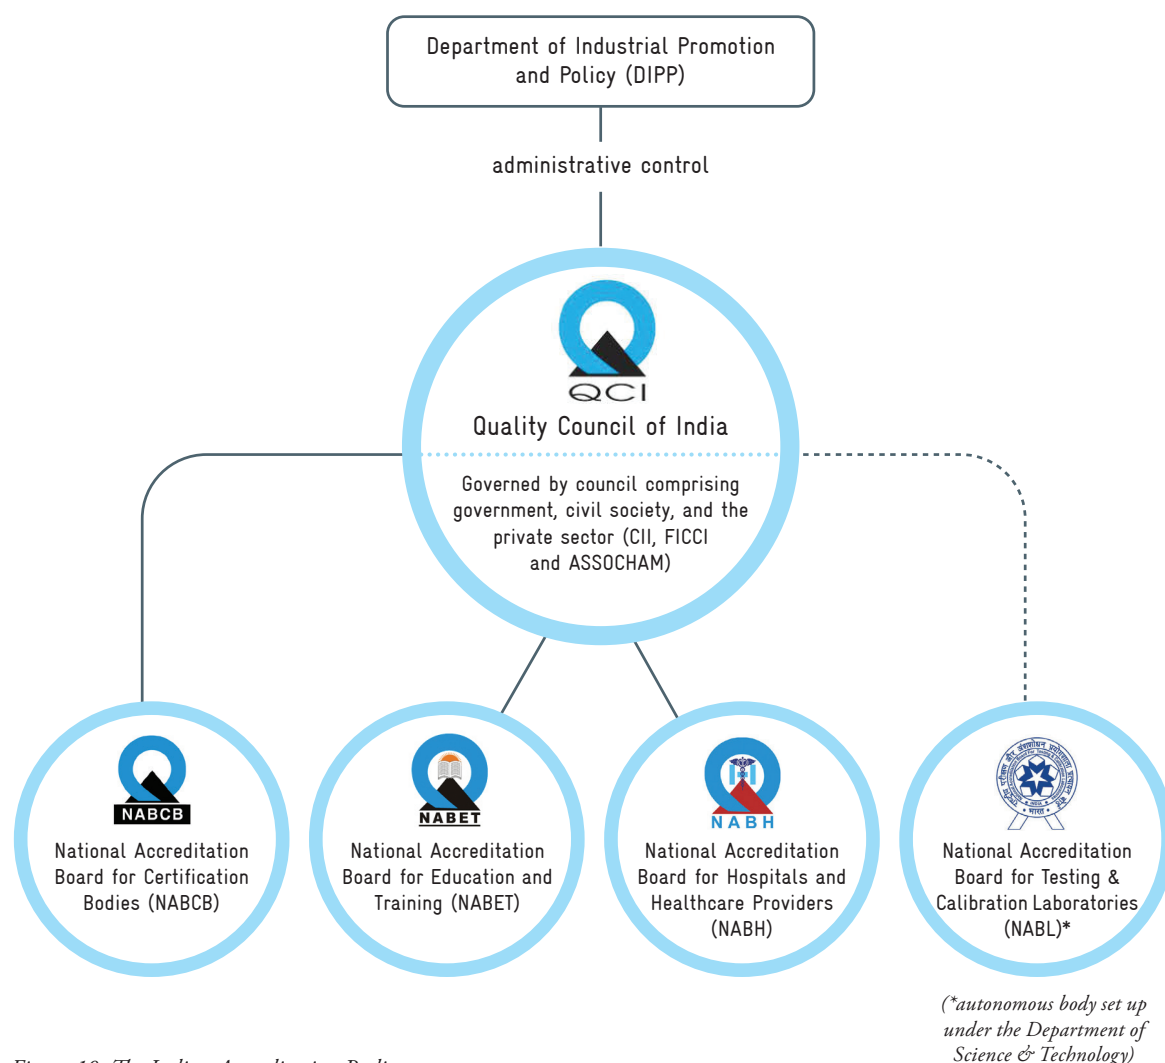 Department of Industrial Promotion
and Policy (DIPP)
administrative control
QCI
Quality Council of India
Governed by council comprising
government, civil society, and the
private sector (CII, FICCI
and ASSOCHAM)
NABCB
National Accreditation
Board for Certification
Bodies (NABCB)
NABET
National Accreditation
Board for Education and
Training (NABET)
NABH
National Accreditation
Board for Hospitals and
Healthcare Providers
(NABH)
भारत
National Accreditation
Board for Testing &
Calibration Laboratories
(NABL)*
(*autonomous body set up
under the Department of
Science & Technology)